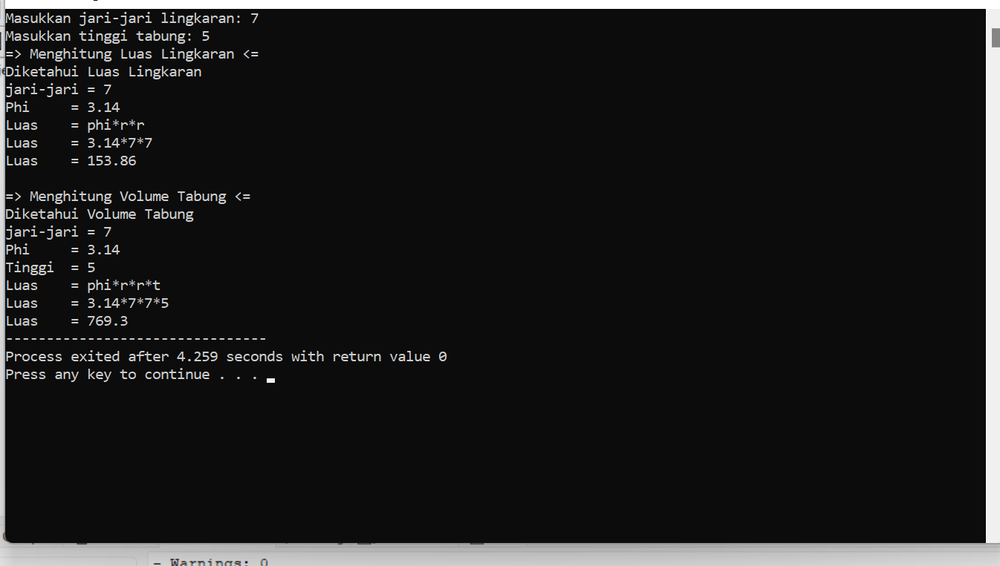 Masukkan jari-jari lingkaran: 7
Masukkan tinggi tabung: 5
=> Menghitung Luas Lingkaran <=
Diketahui Luas Lingkaran
jari-jari = 7
Phi     = 3.14
Luas    = phi*r*r
Luas    = 3.14*7*7
Luas    = 153.86

=> Menghitung Volume Tabung <=
Diketahui Volume Tabung
jari-jari = 7
Phi     = 3.14
Tinggi  = 5
Luas    = phi*r*r*t
Luas    = 3.14*7*7*5
Luas    = 769.3
--------------------------------
Process exited after 4.259 seconds with return value 0
Press any key to continue . . .
- Warnings: 0